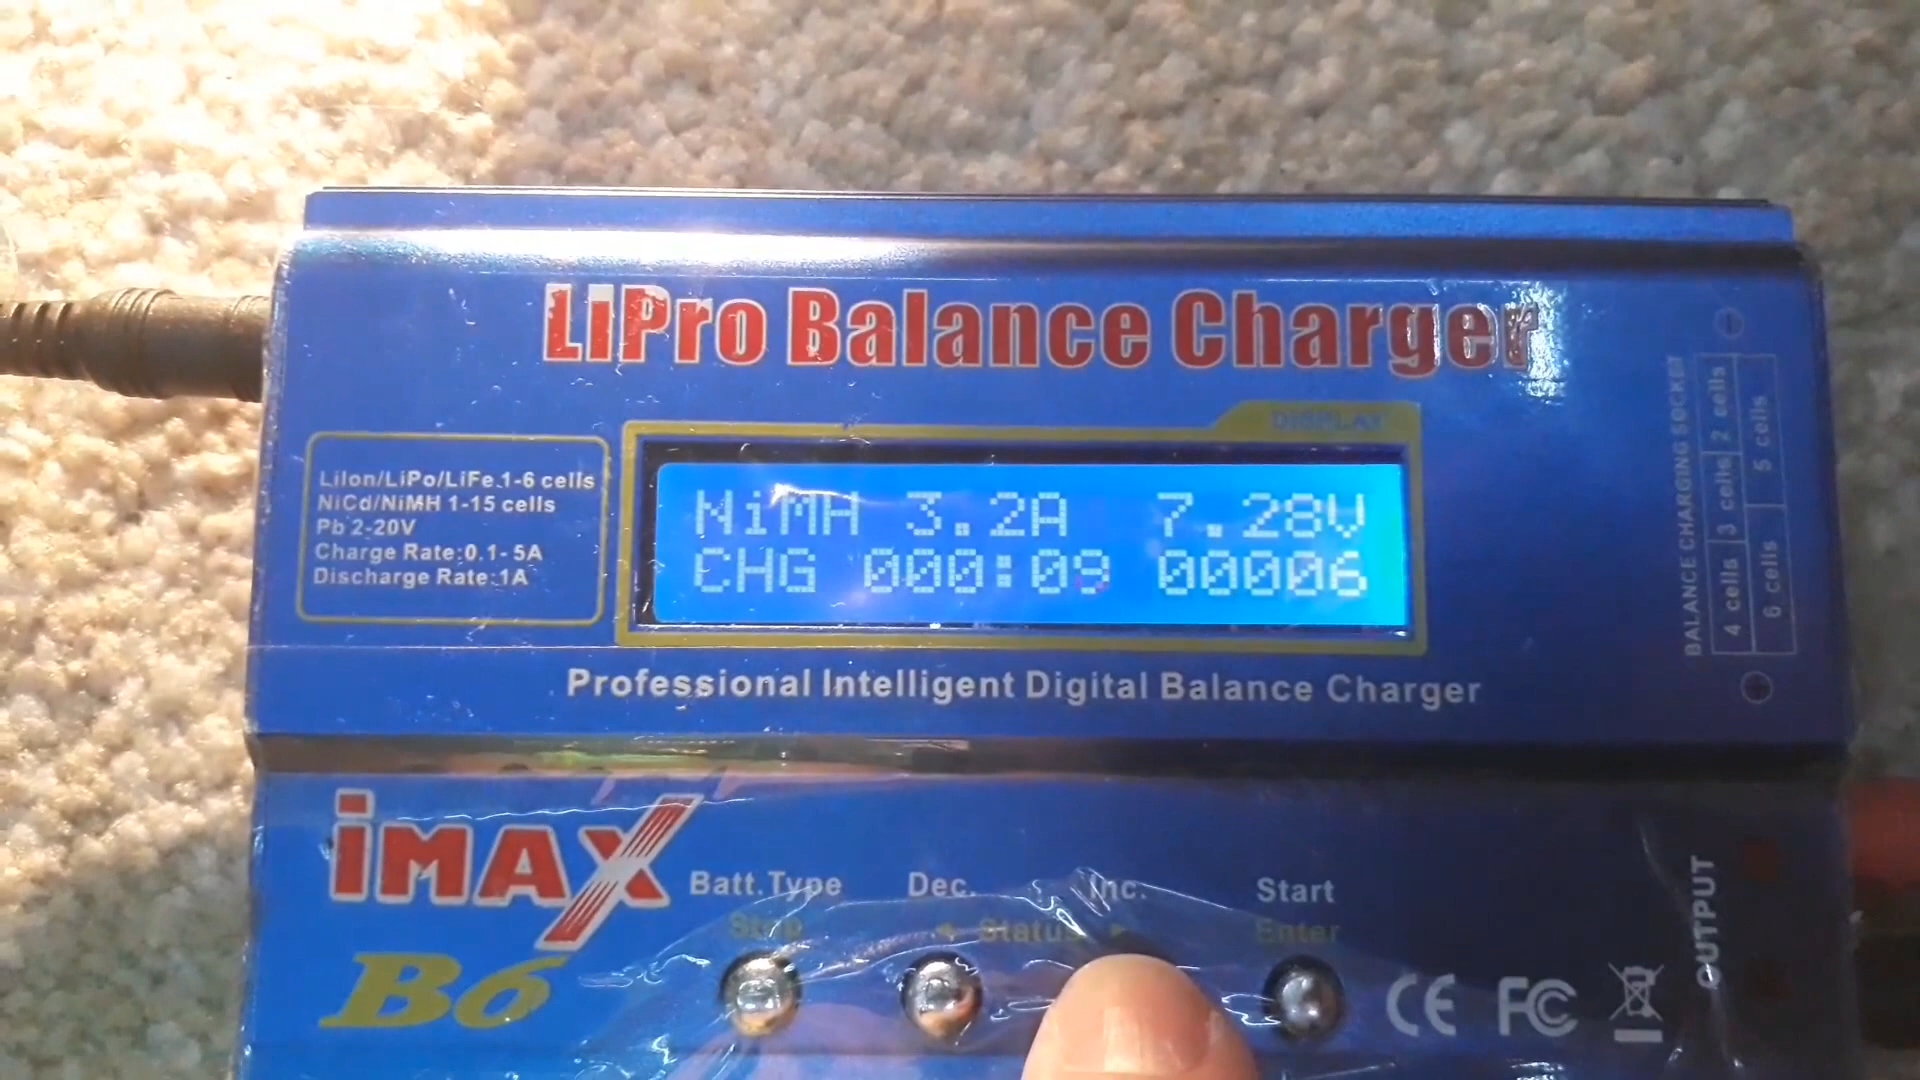 LiPro Balance Charger
DISPLAY
LiIon/LiPo/LiFe 1-6 cells
NiCd/NiMH 1-15 cells
Pb 2-20V
Charge Rate:0.1- 5A
Discharge Rate:1A
NiMH 3.2A 7.28V
CHG 000:09 00006
BALANCE CHARGING SOCKET
2 cells
3 cells
4 cells
5 cells
6 cells
Professional Intelligent Digital Balance Charger
iMAX
B6
Batt.Type
Dec.
Inc.
Start
Stop
◄ Status ►
Enter
CE FC
OUTPUT